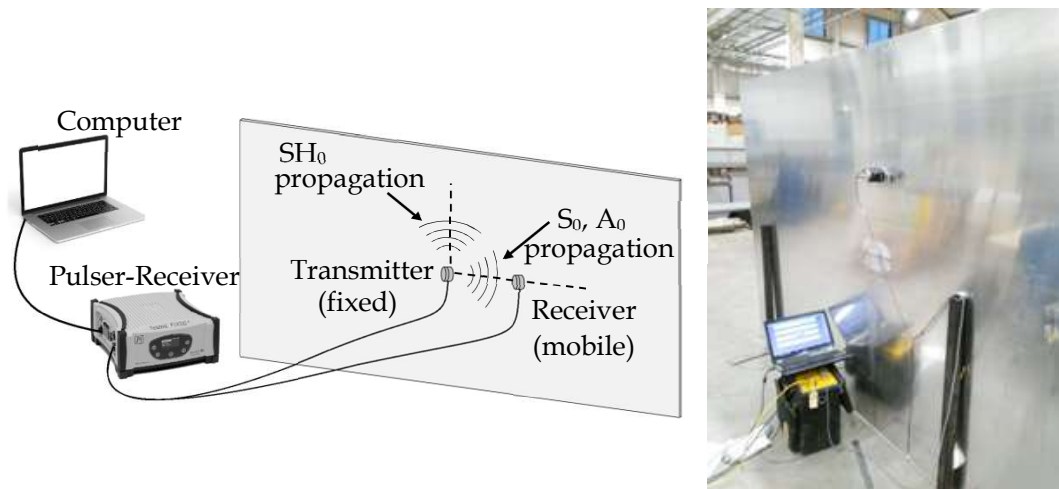 Computer
SH₀
propagation
S₀, A₀
propagation
Pulser-Receiver
Transmitter
(fixed)
Receiver
(mobile)